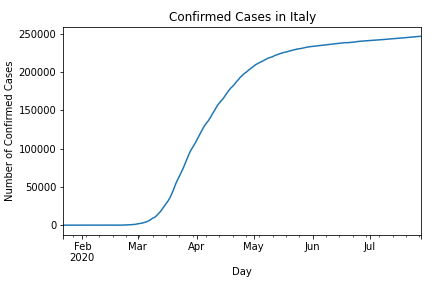 Confirmed Cases in Italy
Number of Confirmed Cases
250000
200000
150000
100000
50000
0
Feb Mar Apr May Jun Jul
2020
Day